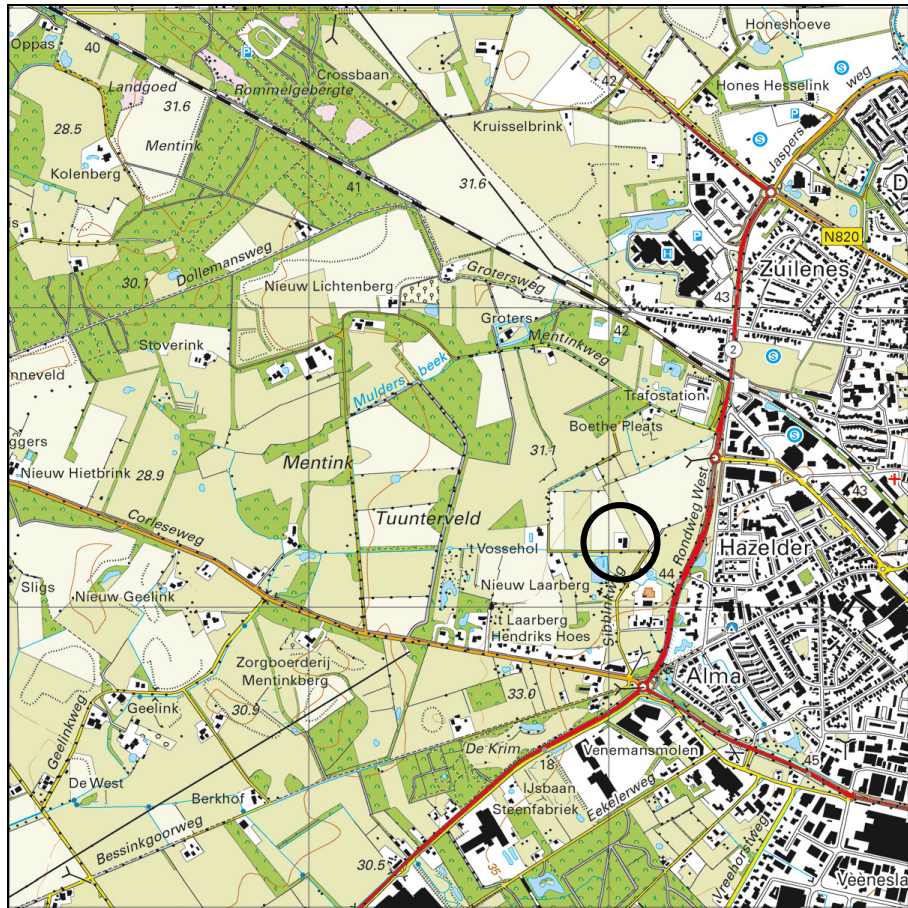 Oppas
40
P
Honeshoeve
S
Crossbaan
Landgoed
Rommelgebergte
42
Hones Hesselink
weg
31.6
P
28.5
Kruisselbrink
S
Jaspers
Mentink
D
Kolenberg
41
31.6
N820
P
H
Dollemansweg
Grotersweg
Zuilenes
30.1
Nieuw Lichtenberg
43
Groters
42
Mentinkweg
Stoverink
2
S
Mulders beek
nneveld
Trafostation
Boethe Pleats
S
ggers
31.1
Mentink
Nieuw Hietbrink
28.9
Rondweg West
43
Corleseweg
Tuunterveld
't Vossehol
Hazelder
44
Sligs
Nieuw Geelink
Nieuw Laarberg
Sibbinkweg
't Laarberg
Hendriks Hoes
Zorgboerderij
Mentinkberg
Alma
33.0
30.9
Geelink
Geelinkweg
De Krim
Venemansmolen
18
45
De West
IJsbaan
Berkhof
Steenfabriek
Eekelerweg
Bessinkgoorweg
Vreelhorstweg
30.5
35
Veenesla